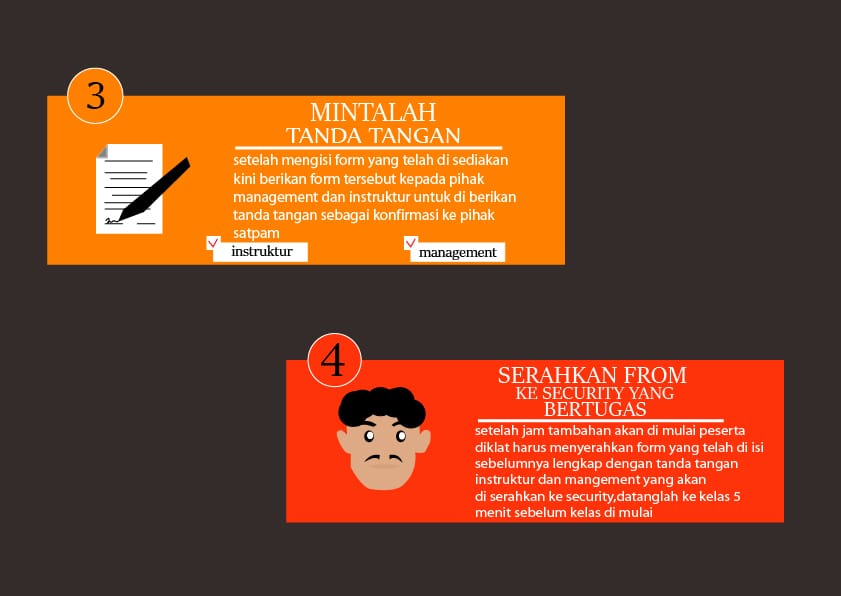 3
MINTALAH
TANDA TANGAN
setelah mengisi form yang telah di sediakan
kini berikan form tersebut kepada pihak
management dan instruktur untuk di berikan
tanda tangan sebagai konfirmasi ke pihak
satpam
instruktur
management
4
SERAHKAN FROM
KE SECURITY YANG
BERTUGAS
setelah jam tambahan akan di mulai peserta
diklat harus menyerahkan form yang telah di isi
sebelumnya lengkap dengan tanda tangan
instruktur dan mangement yang akan
di serahkan ke security,datanglah ke kelas 5
menit sebelum kelas di mulai